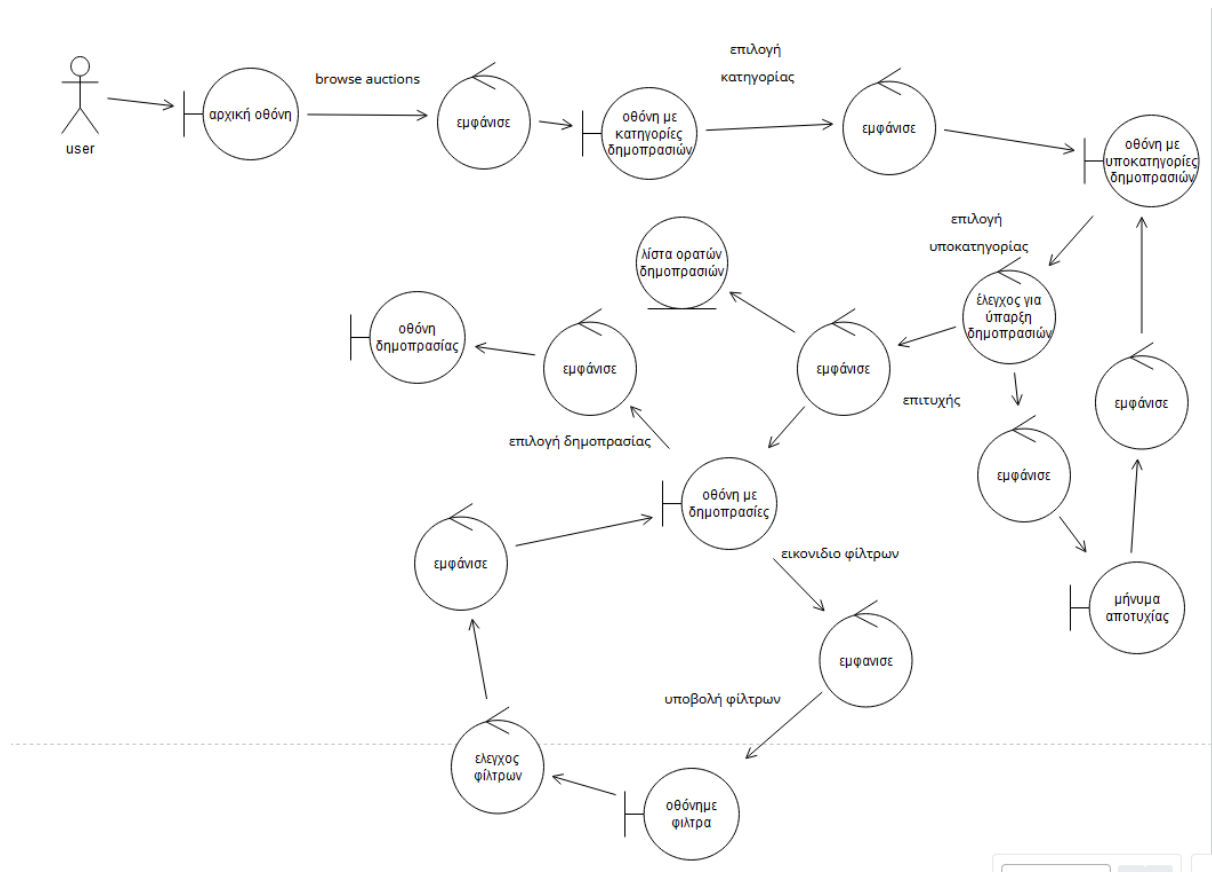 επιλογή
κατηγορίας
browse auctions
αρχική οθόνη
εμφάνισε
οθόνη με
κατηγορίες
δημοπρασιών
εμφάνισε
οθόνη με
υποκατηγορίες
δημοπρασιών
user
επιλογή
υποκατηγορίας
λίστα ορατών
δημοπρασιών
έλεγχος για
ύπαρξη
δημοπρασιών
οθόνη
δημοπρασίας
εμφάνισε
εμφάνισε
επιτυχής
εμφάνισε
επιλογή δημοπρασίας
εμφάνισε
οθόνη με
δημοπρασίες
εμφάνισε
εικονιδιο φίλτρων
μήνυμα
αποτυχίας
εμφανισε
υποβολή φίλτρων
ελεγχος
φίλτρων
οθόνημε
φιλτρα